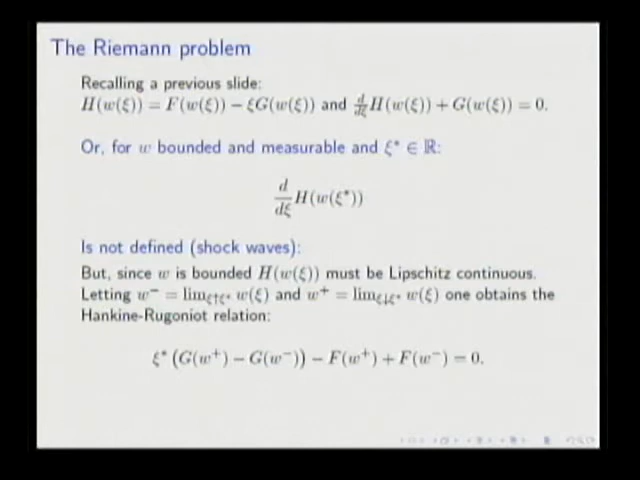 The Riemann problem
Recalling a previous slide:
H(w(ξ)) = F(w(ξ)) − ξG(w(ξ)) and d/dξ H(w(ξ)) + G(w(ξ)) = 0.
Or, for w bounded and measurable and ξ* ∈ ℝ:
d/dξ H(w(ξ*))
Is not defined (shock waves):
But, since w is bounded H(w(ξ)) must be Lipschitz continuous.
Letting w⁻ = lim_{ξ↑ξ*} w(ξ) and w⁺ = lim_{ξ↓ξ*} w(ξ) one obtains the
Hankine-Rugoniot relation:
ξ* (G(w⁺) − G(w⁻)) − F(w⁺) + F(w⁻) = 0.